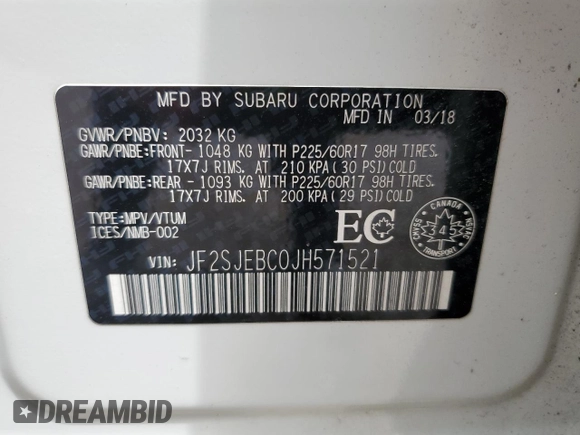 MFD BY SUBARU CORPORATION
MFD IN 03/18
GVWR/PNBV: 2032 KG
GAWR/PNBE:FRONT- 1048 KG WITH P225/60R17 98H TIRES.
17X7J RIMS. AT 210 KPA (30 PSI) COLD
GAWR/PNBE:REAR - 1093 KG WITH P225/60R17 98H TIRES.
17X7J RIMS. AT 200 KPA (29 PSI) COLD
TYPE:MPV/VTUM
ICES/NMB-002
EC
CANADA
CMVSS
345
NSVAC
TRANSPORT
VIN: JF2SJEBC0JH571521
DREAMBID